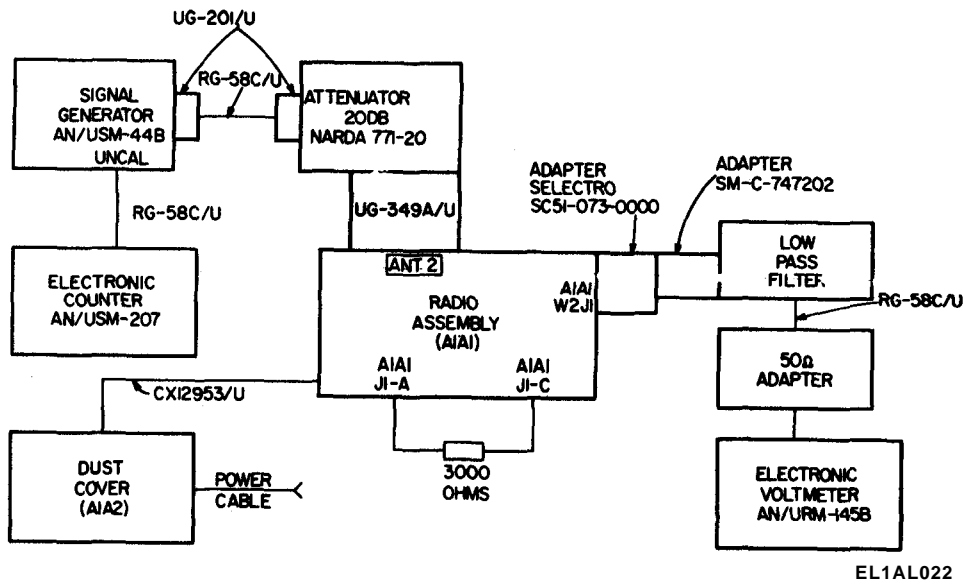 UG-201/U
RG-58C/U
SIGNAL
GENERATOR
AN/USM-44B
UNCAL
ATTENUATOR
20DB
NARDA 771-20
ADAPTER
SELECTRO
SC51-073-0000
ADAPTER
SM-C-747202
RG-58C/U
UG-349A/U
ELECTRONIC
COUNTER
AN/USM-207
ANT. 2
RADIO
ASSEMBLY
(A1A1)
A1A1
W2J1
LOW
PASS
FILTER
RG-58C/U
A1A1
J1-A
A1A1
J1-C
50Ω
ADAPTER
CX12953/U
DUST
COVER
(A1A2)
POWER
CABLE
3000
OHMS
ELECTRONIC
VOLTMETER
AN/URM-145B
EL1AL022